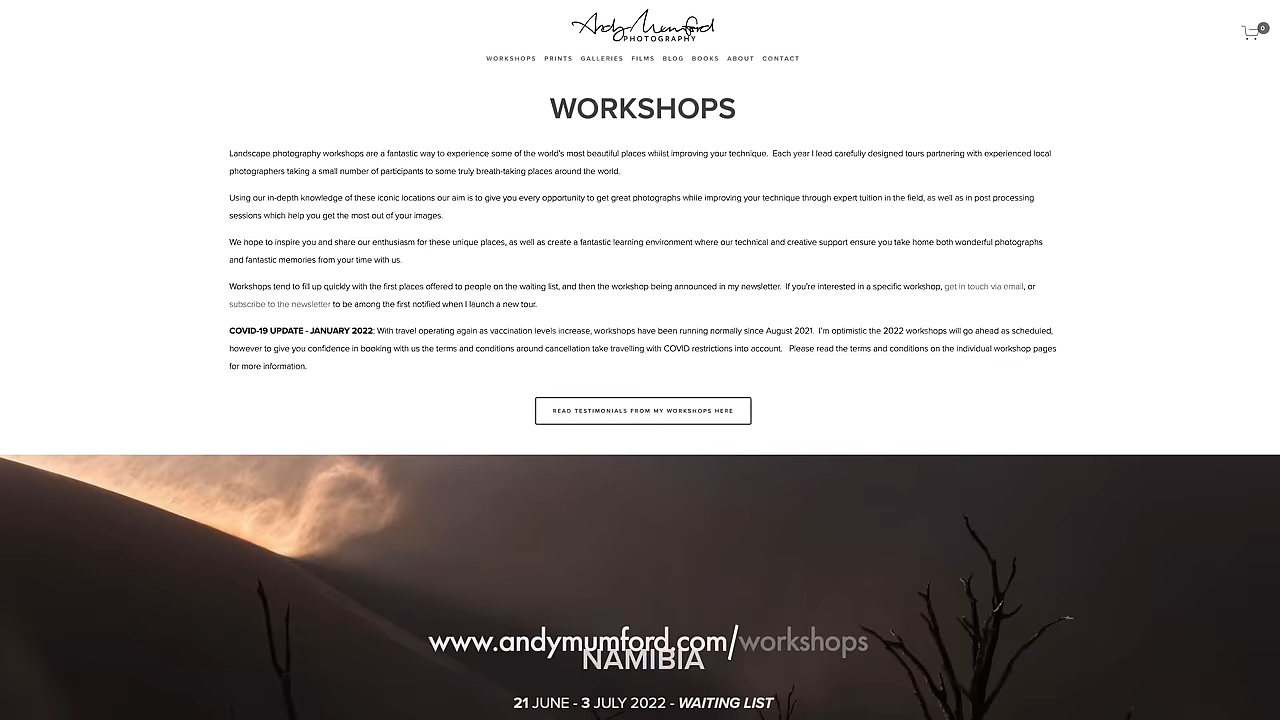 Andy Mumford
PHOTOGRAPHY
0
WORKSHOPS PRINTS GALLERIES FILMS BLOG BOOKS ABOUT CONTACT
WORKSHOPS
Landscape photography workshops are a fantastic way to experience some of the world's most beautiful places whilst improving your technique. Each year I lead carefully designed tours partnering with experienced local
photographers taking a small number of participants to some truly breath-taking places around the world.
Using our in-depth knowledge of these iconic locations our aim is to give you every opportunity to get great photographs while improving your technique through expert tuition in the field, as well as in post processing
sessions which help you get the most out of your images.
We hope to inspire you and share our enthusiasm for these unique places, as well as create a fantastic learning environment where our technical and creative support ensure you take home both wonderful photographs
and fantastic memories from your time with us.
Workshops tend to fill up quickly with the first places offered to people on the waiting list, and then the workshop being announced in my newsletter. If you're interested in a specific workshop, get in touch via email, or
subscribe to the newsletter to be among the first notified when I launch a new tour.
COVID-19 UPDATE - JANUARY 2022: With travel operating again as vaccination levels increase, workshops have been running normally since August 2021. I'm optimistic the 2022 workshops will go ahead as scheduled,
however to give you confidence in booking with us the terms and conditions around cancellation take travelling with COVID restrictions into account. Please read the terms and conditions on the individual workshop pages
for more information.
READ TESTIMONIALS FROM MY WORKSHOPS HERE
www.andymumford.com/workshops
NAMIBIA
21 JUNE - 3 JULY 2022 - WAITING LIST